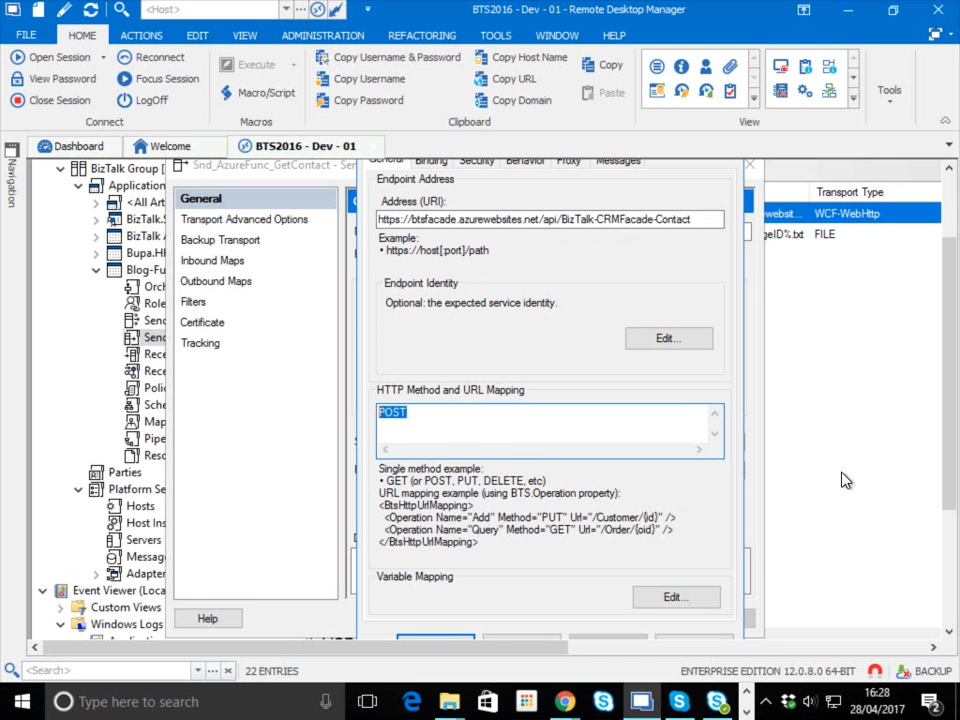 <Host>
BTS2016 - Dev - 01 - Remote Desktop Manager
FILE
HOME
ACTIONS
EDIT
VIEW
ADMINISTRATION
REFACTORING
TOOLS
WINDOW
HELP
Open Session
Reconnect
View Password
Focus Session
Close Session
LogOff
Connect
Execute
Macro/Script
Macros
Copy Username & Password
Copy Username
Copy Password
Copy Host Name
Copy URL
Copy Domain
Copy
Paste
Clipboard
View
Tools
Dashboard
Welcome
BTS2016 - Dev - 01
Navigation
BizTalk Group [
Application
<All Art
BizTalk.S
BizTalk A
Bupa.HI
Blog-Fu
Orc
Role
Senc
Senc
Rece
Rece
Polic
Sche
Map
Pipe
Reso
Parties
Platform Se
Hosts
Host Ins
Servers
Messag
Adapter
Event Viewer (Loca
Custom Views
Windows Logs
Snd_AzureFunc_GetContact - Se
General
Transport Advanced Options
Backup Transport
Inbound Maps
Outbound Maps
Filters
Certificate
Tracking
Help
General
Binding
Security
Behavior
Proxy
Messages
Endpoint Address
Address (URI):
https://btsfacade.azurewebsites.net/api/BizTalk-CRMFacade-Contact
Example:
• https://host[:port]/path
Endpoint Identity
Optional: the expected service identity.
Edit...
HTTP Method and URL Mapping
POST
Single method example:
• GET (or POST, PUT, DELETE, etc)
URL mapping example (using BTS.Operation property):
<BtsHttpUrlMapping>
<Operation Name="Add" Method="PUT" Url="/Customer/{id}" />
<Operation Name="Query" Method="GET" Url="/Order/{oid}" />
</BtsHttpUrlMapping>
Variable Mapping
Edit...
Transport Type
ewebsit...
WCF-WebHttp
geID%.txt
FILE
<Search>
22 ENTRIES
ENTERPRISE EDITION 12.0.8.0 64-BIT
BACKUP
Type here to search
16:28
28/04/2017
2